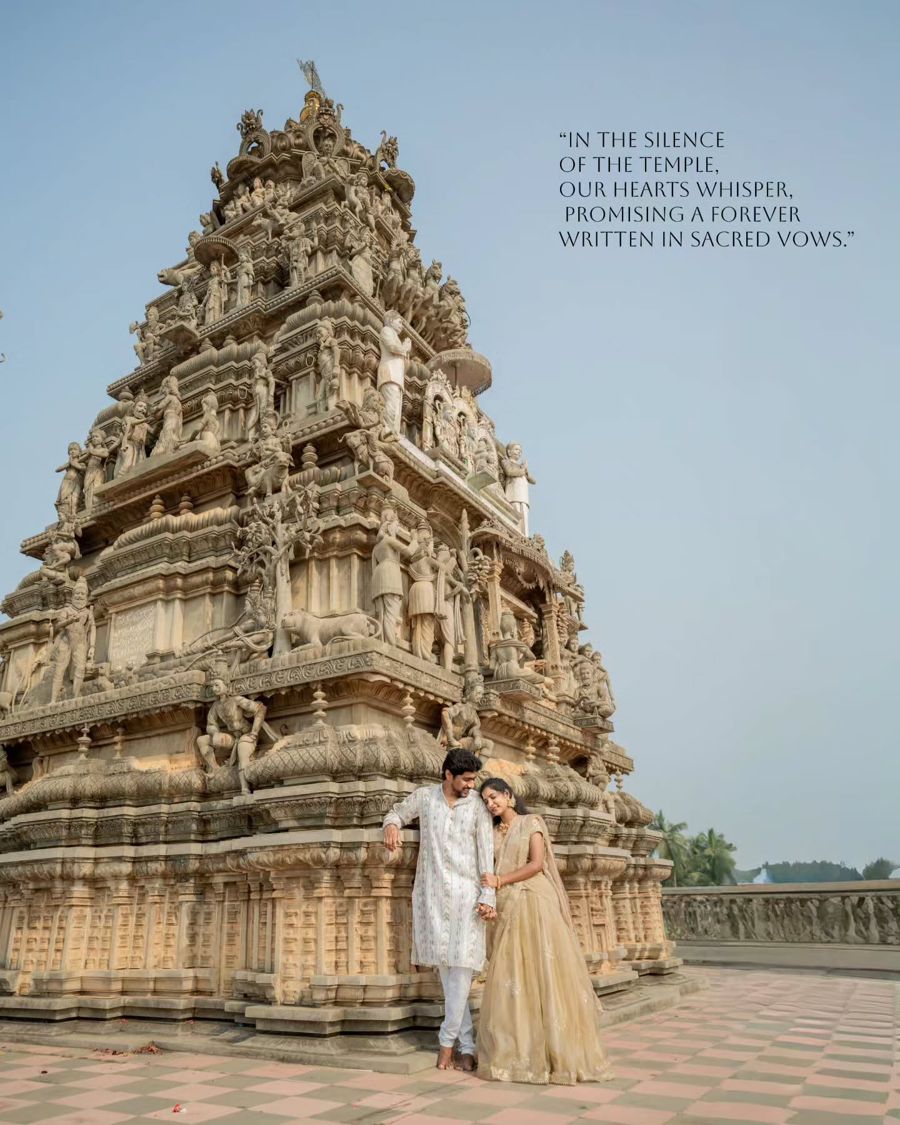 “IN THE SILENCE
OF THE TEMPLE,
OUR HEARTS WHISPER,
PROMISING A FOREVER
WRITTEN IN SACRED VOWS.”